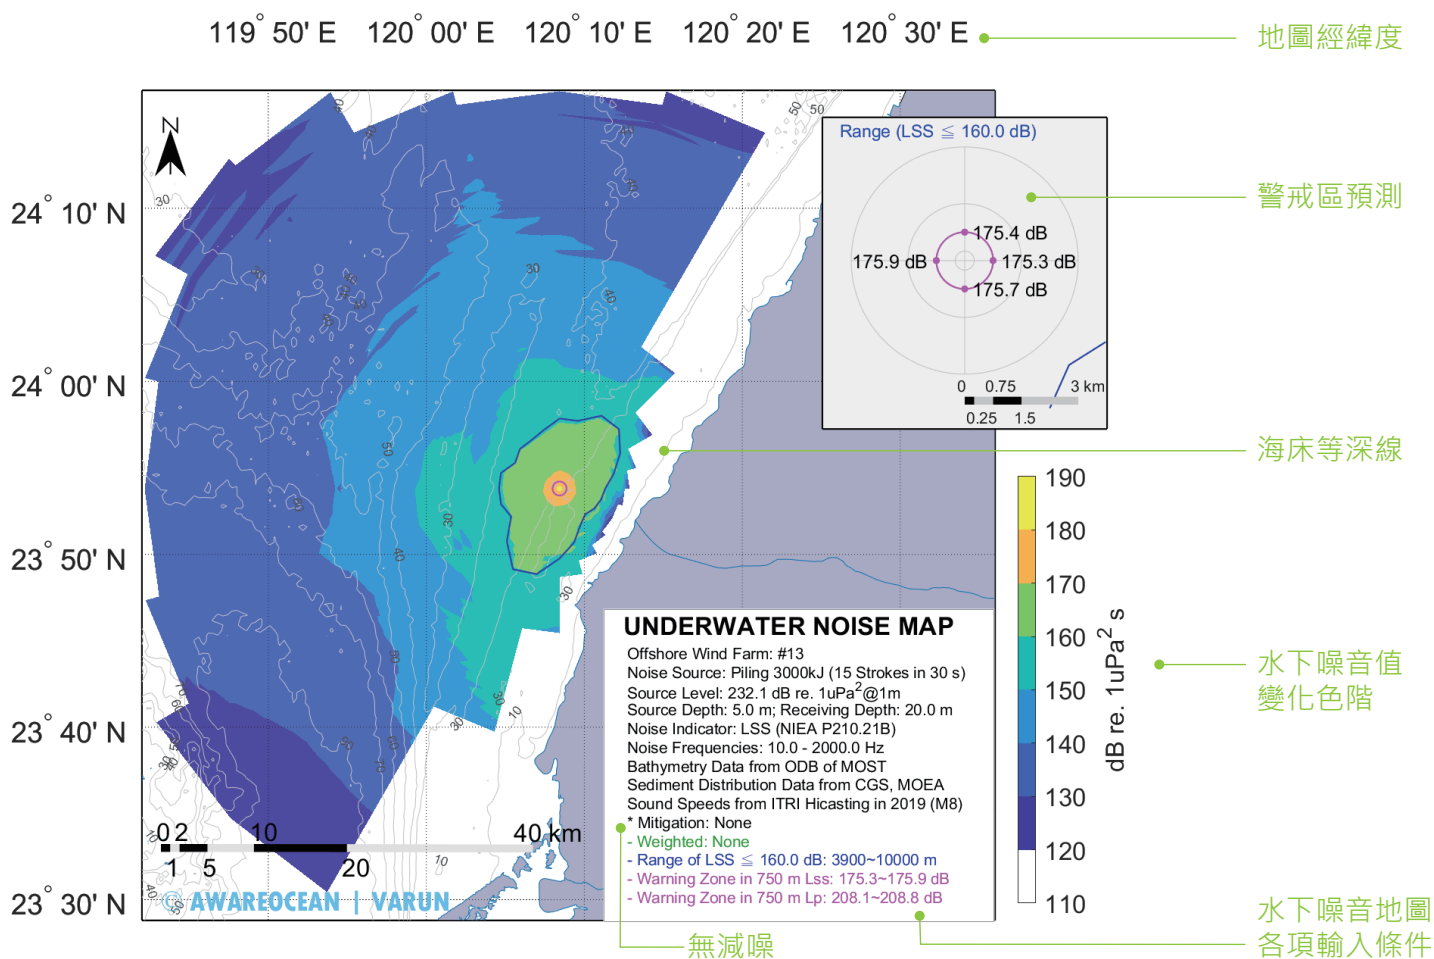 119° 50' E 120° 00' E 120° 10' E 120° 20' E 120° 30' E
地圖經緯度
N
24° 10' N
24° 00' N
23° 50' N
23° 40' N
23° 30' N
Range (LSS ≦ 160.0 dB)
175.4 dB
175.9 dB
175.3 dB
175.7 dB
0 0.75 3 km
0.25 1.5
警戒區預測
海床等深線
190
180
170
160
150
140
130
120
110
dB re. 1uPa² s
水下噪音值
變化色階
UNDERWATER NOISE MAP
Offshore Wind Farm: #13
Noise Source: Piling 3000kJ (15 Strokes in 30 s)
Source Level: 232.1 dB re. 1uPa²@1m
Source Depth: 5.0 m; Receiving Depth: 20.0 m
Noise Indicator: LSS (NIEA P210.21B)
Noise Frequencies: 10.0 - 2000.0 Hz
Bathymetry Data from ODB of MOST
Sediment Distribution Data from CGS, MOEA
Sound Speeds from ITRI Hicasting in 2019 (M8)
* Mitigation: None
- Weighted: None
- Range of LSS ≦ 160.0 dB: 3900~10000 m
- Warning Zone in 750 m Lss: 175.3~175.9 dB
- Warning Zone in 750 m Lp: 208.1~208.8 dB
0 2 10 40 km
1 5 20
© AWAREOCEAN | VARUN
無減噪
水下噪音地圖
各項輸入條件